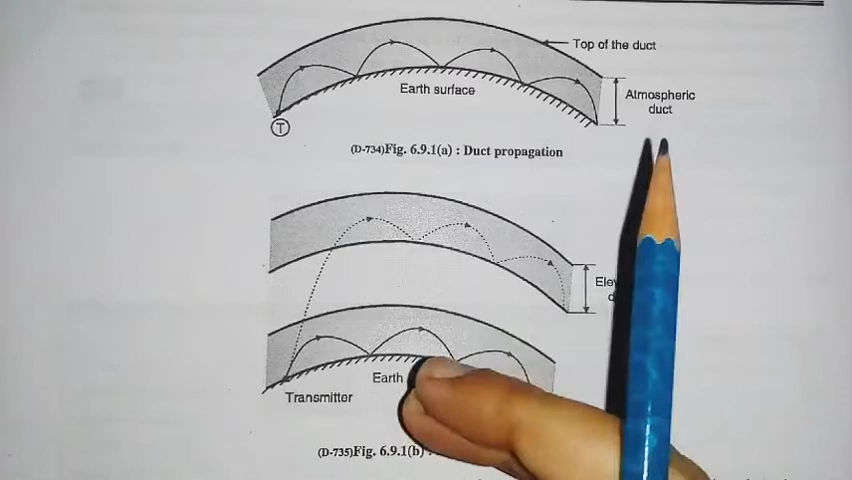 Top of the duct
Earth surface
Atmospheric
duct
T
(D-734)Fig. 6.9.1(a) : Duct propagation
Earth
Transmitter
(D-735)Fig. 6.9.1(b) :